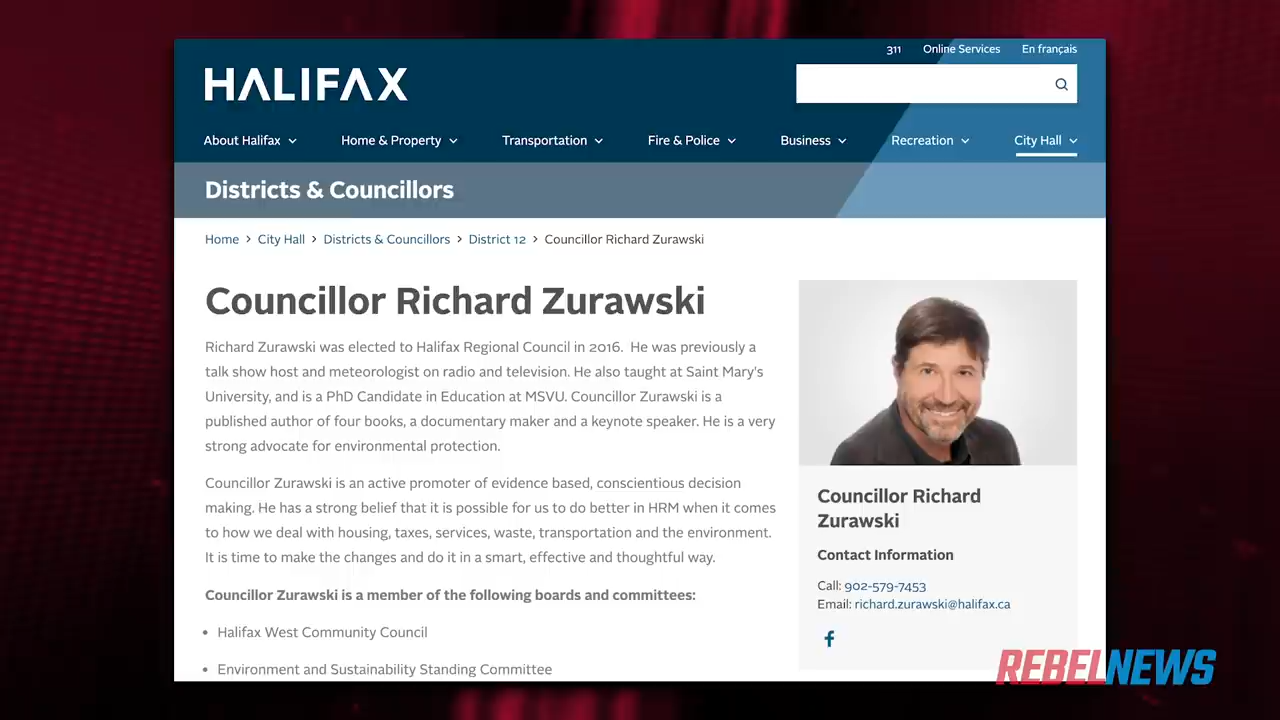 311 Online Services En français
HALIFAX
About Halifax Home & Property Transportation Fire & Police Business Recreation City Hall
Districts & Councillors
Home > City Hall > Districts & Councillors > District 12 > Councillor Richard Zurawski
Councillor Richard Zurawski
Richard Zurawski was elected to Halifax Regional Council in 2016. He was previously a
talk show host and meteorologist on radio and television. He also taught at Saint Mary's
University, and is a PhD Candidate in Education at MSVU. Councillor Zurawski is a
published author of four books, a documentary maker and a keynote speaker. He is a very
strong advocate for environmental protection.
Councillor Zurawski is an active promoter of evidence based, conscientious decision
making. He has a strong belief that it is possible for us to do better in HRM when it comes
to how we deal with housing, taxes, services, waste, transportation and the environment.
It is time to make the changes and do it in a smart, effective and thoughtful way.
Councillor Zurawski is a member of the following boards and committees:
• Halifax West Community Council
• Environment and Sustainability Standing Committee
Councillor Richard
Zurawski
Contact Information
Call: 902-579-7453
Email: richard.zurawski@halifax.ca
f
REBELNEWS